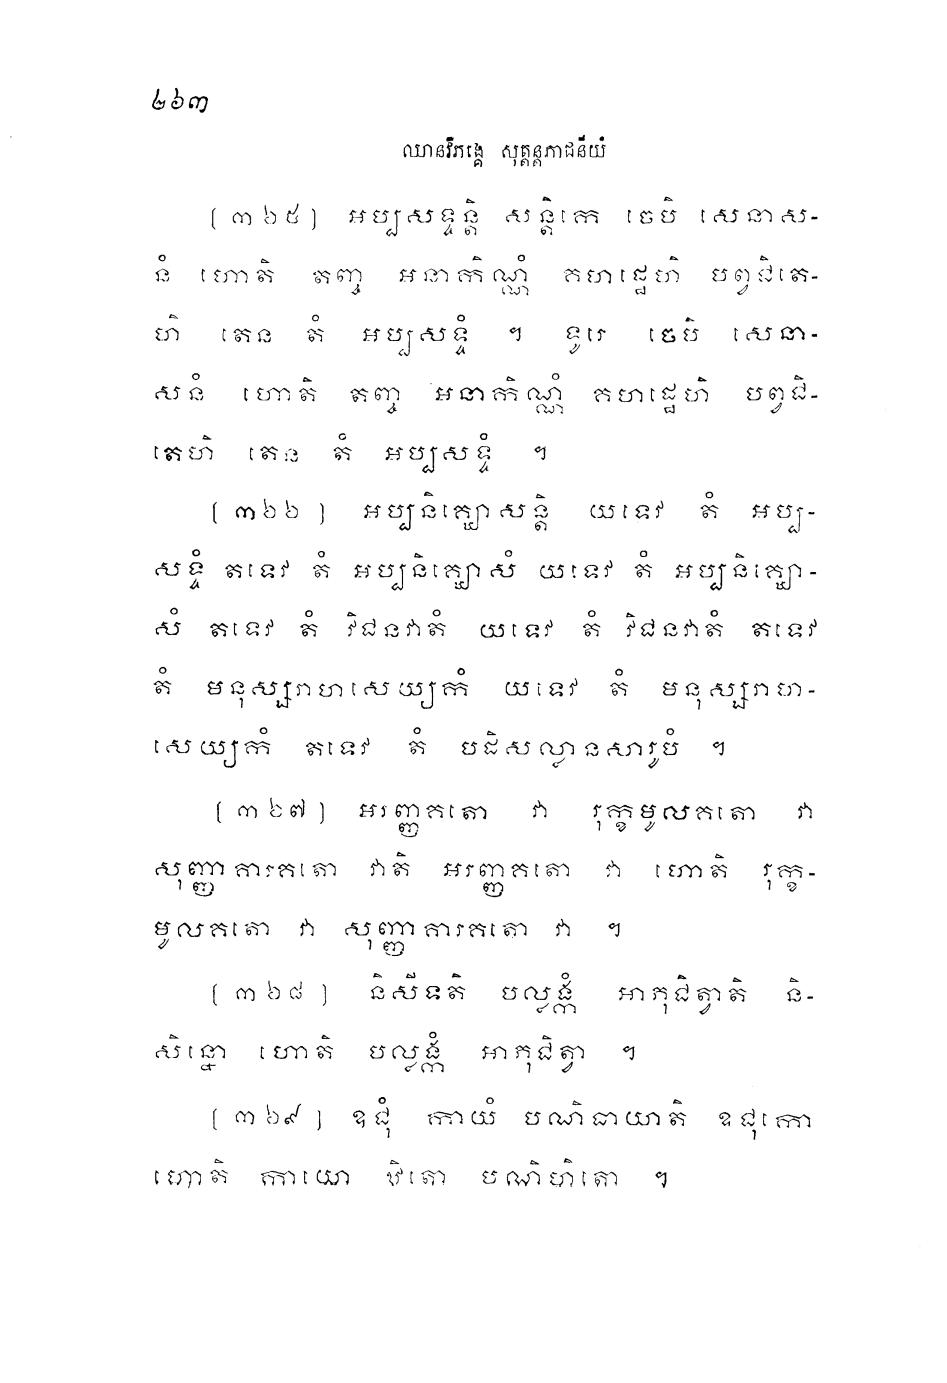 ២៦៣
ឈានវិភង្គេ សុត្តន្តភាជនីយំ
[៣៦៥] អប្បសទ្ទន្តិ សន្តិកេ ចេបិ សេនាស-
នំ ហោតិ តញ្ច អនាកិណ្ណំ គហដ្ឋេហិ បព្វជិតេ-
ហិ តេន តំ អប្បសទ្ទំ ។ ទូរេ ចេបិ សេនា-
សនំ ហោតិ តញ្ច អនាកិណ្ណំ គហដ្ឋេហិ បព្វជិ-
តេហិ តេន តំ អប្បសទ្ទំ ។
[៣៦៦] អប្បនិគ្ឃោសន្តិ យទេវ តំ អប្ប-
សទ្ទំ តទេវ តំ អប្បនិគ្ឃោសំ យទេវ តំ អប្បនិគ្ឃោ-
សំ តទេវ តំ វិជនវាតំ យទេវ តំ វិជនវាតំ តទេវ
តំ មនុស្សរាហសេយ្យកំ យទេវ តំ មនុស្សរាហ-
សេយ្យកំ តទេវ តំ បដិសល្លានសារូបំ ។
[៣៦៧] អរញ្ញគតោ វា រុក្ខមូលគតោ វា
សុញ្ញាគារគតោ វាតិ អរញ្ញគតោ វា ហោតិ រុក្ខ-
មូលគតោ វា សុញ្ញាគារគតោ វា ។
[៣៦៨] និសីទតិ បល្លង្កំ អាភុជិត្វាតិ និ-
សិន្នោ ហោតិ បល្លង្កំ អាភុជិត្វា ។
[៣៦៩] ឧជុំ កាយំ បណិធាយាតិ ឧជុកោ
ហោតិ កាយោ ឋិតោ បណិហិតោ ។